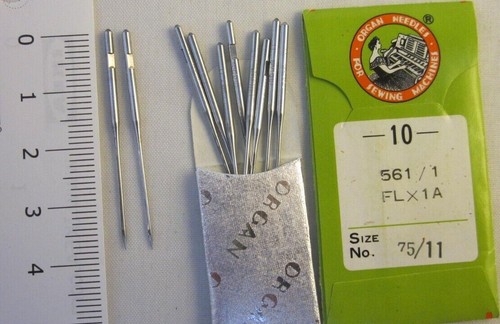 0
1
2
3
4
ORGAN
ORGAN
ORGAN NEEDLES ®
FOR SEWING MACHINES
— 10 —
561/1
FL×1A
SIZE
No. 75/11